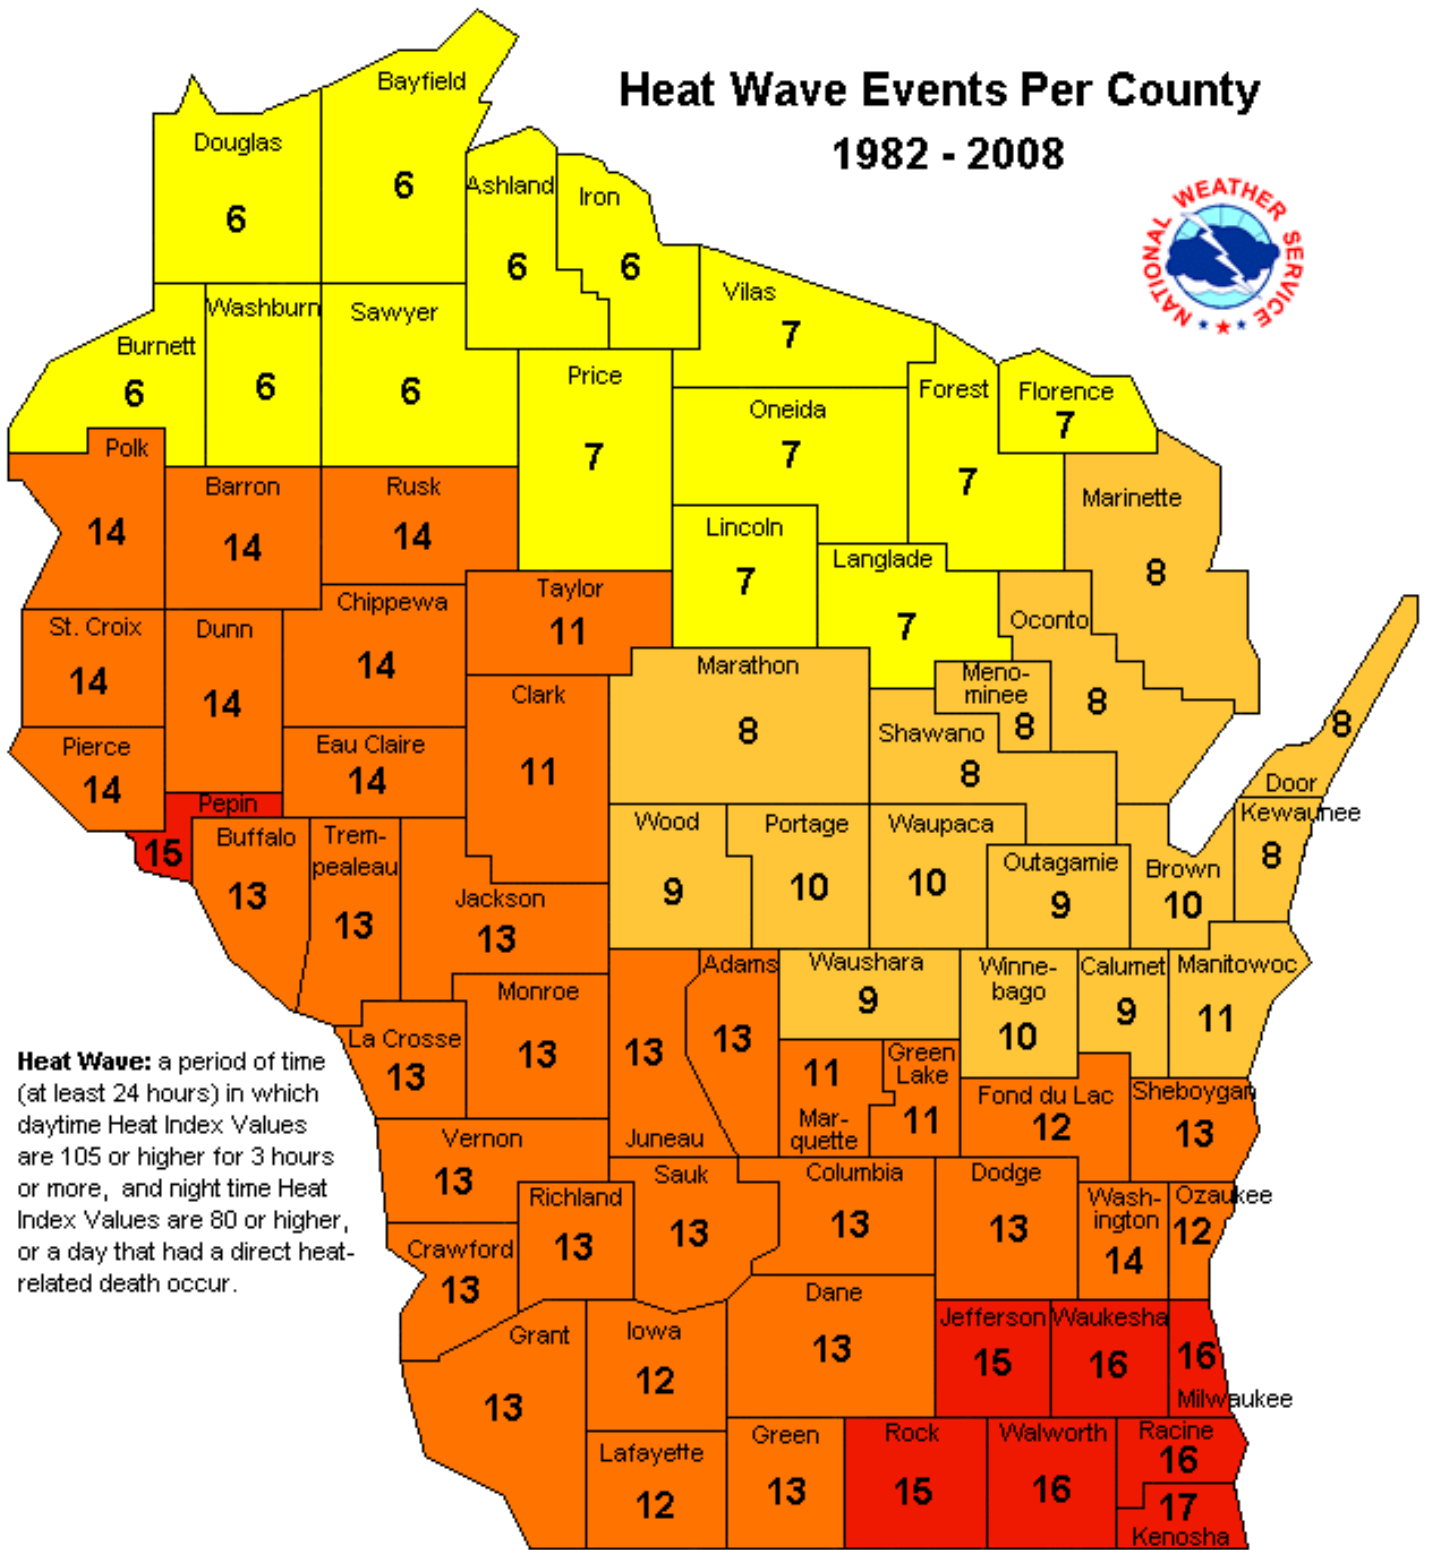 Heat Wave Events Per County
1982 - 2008
NATIONAL WEATHER SERVICE
Bayfield
6
Douglas
6
Ashland
6
Iron
6
Vilas
7
Washburn
6
Sawyer
6
Burnett
6
Price
7
Oneida
7
Forest
7
Florence
7
Polk
14
Barron
14
Rusk
14
Marinette
8
Lincoln
7
Langlade
7
Taylor
11
Chippewa
14
Oconto
8
St. Croix
14
Dunn
14
Marathon
8
Meno-
minee
8
Clark
11
Shawano
8
Pierce
14
Eau Claire
14
8
Door
Pepin
15
Kewaunee
8
Buffalo
13
Trem-
pealeau
13
Wood
9
Portage
10
Waupaca
10
Outagamie
9
Brown
10
Jackson
13
Adams
13
Waushara
9
Winne-
bago
10
Calumet
9
Manitowoc
11
Monroe
13
La Crosse
13
13
Juneau
11
Mar-
quette
Green
Lake
11
Fond du Lac
12
Sheboygan
13
Heat Wave: a period of time
(at least 24 hours) in which
daytime Heat Index Values
are 105 or higher for 3 hours
or more, and night time Heat
Index Values are 80 or higher,
or a day that had a direct heat-
related death occur.
Vernon
13
Richland
13
Sauk
13
Columbia
13
Dodge
13
Wash-
ington
14
Ozaukee
12
Crawford
13
Grant
13
Iowa
12
Dane
13
Jefferson
15
Waukesha
16
16
Milwaukee
Lafayette
12
Green
13
Rock
15
Walworth
16
Racine
16
17
Kenosha